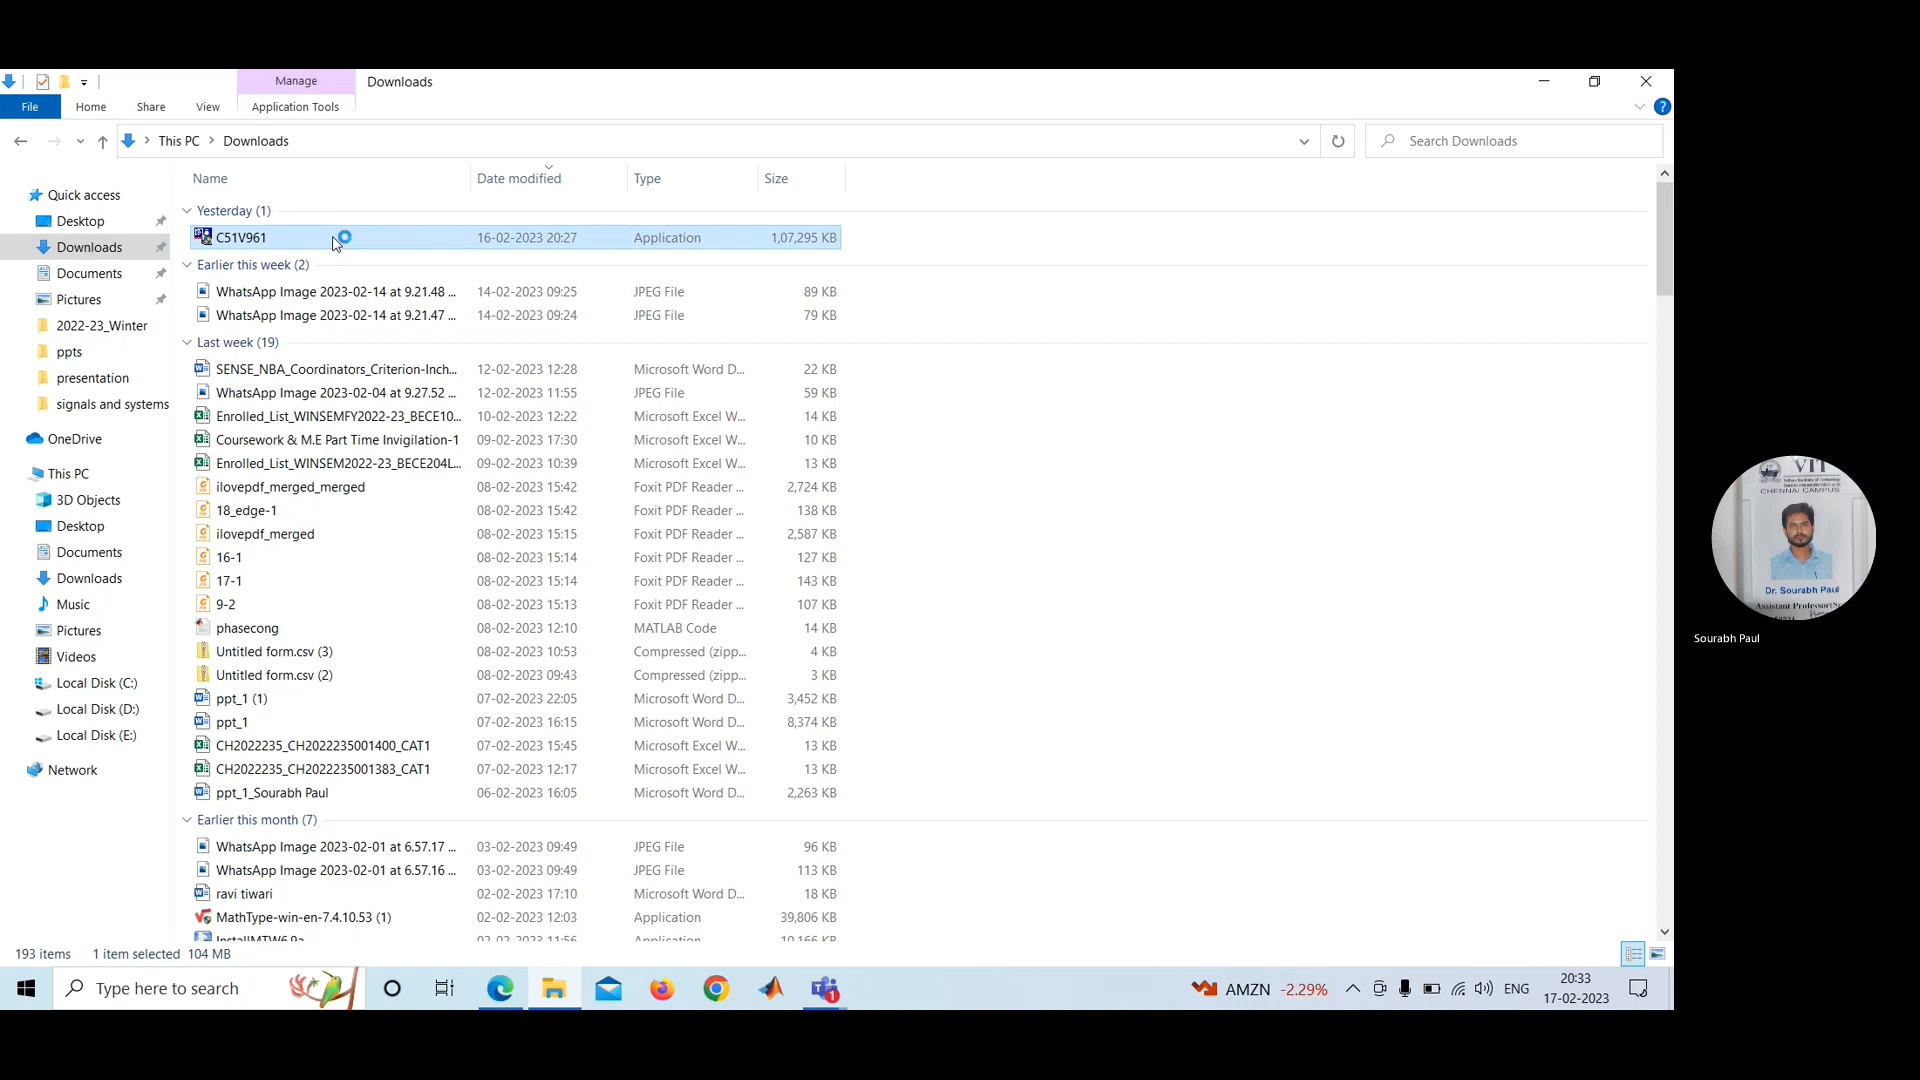 Manage
Downloads
File
Home
Share
View
Application Tools
This PC
Downloads
Search Downloads
Name
Date modified
Type
Size
Quick access
Desktop
Downloads
Documents
Pictures
2022-23_Winter
ppts
presentation
signals and systems
OneDrive
This PC
3D Objects
Desktop
Documents
Downloads
Music
Pictures
Videos
Local Disk (C:)
Local Disk (D:)
Local Disk (E:)
Network
Yesterday (1)
C51V961 16-02-2023 20:27 Application 1,07,295 KB
Earlier this week (2)
WhatsApp Image 2023-02-14 at 9.21.48 ... 14-02-2023 09:25 JPEG File 89 KB
WhatsApp Image 2023-02-14 at 9.21.47 ... 14-02-2023 09:24 JPEG File 79 KB
Last week (19)
SENSE_NBA_Coordinators_Criterion-Inch... 12-02-2023 12:28 Microsoft Word D... 22 KB
WhatsApp Image 2023-02-04 at 9.27.52 ... 12-02-2023 11:55 JPEG File 59 KB
Enrolled_List_WINSEMFY2022-23_BECE10... 10-02-2023 12:22 Microsoft Excel W... 14 KB
Coursework & M.E Part Time Invigilation-1 09-02-2023 17:30 Microsoft Excel W... 10 KB
Enrolled_List_WINSEM2022-23_BECE204L... 09-02-2023 10:39 Microsoft Excel W... 13 KB
ilovepdf_merged_merged 08-02-2023 15:42 Foxit PDF Reader ... 2,724 KB
18_edge-1 08-02-2023 15:42 Foxit PDF Reader ... 138 KB
ilovepdf_merged 08-02-2023 15:15 Foxit PDF Reader ... 2,587 KB
16-1 08-02-2023 15:14 Foxit PDF Reader ... 127 KB
17-1 08-02-2023 15:14 Foxit PDF Reader ... 143 KB
9-2 08-02-2023 15:13 Foxit PDF Reader ... 107 KB
phasecong 08-02-2023 12:10 MATLAB Code 14 KB
Untitled form.csv (3) 08-02-2023 10:53 Compressed (zipp... 4 KB
Untitled form.csv (2) 08-02-2023 09:43 Compressed (zipp... 3 KB
ppt_1 (1) 07-02-2023 22:05 Microsoft Word D... 3,452 KB
ppt_1 07-02-2023 16:15 Microsoft Word D... 8,374 KB
CH2022235_CH2022235001400_CAT1 07-02-2023 15:45 Microsoft Excel W... 13 KB
CH2022235_CH2022235001383_CAT1 07-02-2023 12:17 Microsoft Excel W... 13 KB
ppt_1_Sourabh Paul 06-02-2023 16:05 Microsoft Word D... 2,263 KB
Earlier this month (7)
WhatsApp Image 2023-02-01 at 6.57.17 ... 03-02-2023 09:49 JPEG File 96 KB
WhatsApp Image 2023-02-01 at 6.57.16 ... 03-02-2023 09:49 JPEG File 113 KB
ravi tiwari 02-02-2023 17:10 Microsoft Word D... 18 KB
MathType-win-en-7.4.10.53 (1) 02-02-2023 12:03 Application 39,806 KB
InstallMTW6.9a 02-02-2023 11:56 Application 10,166 KB
193 items 1 item selected 104 MB
Type here to search
AMZN -2.29%
ENG
20:33
17-02-2023
VIT
CHENNAI CAMPUS
Dr. Sourabh Paul
Assistant Professor(Sr
Sourabh Paul